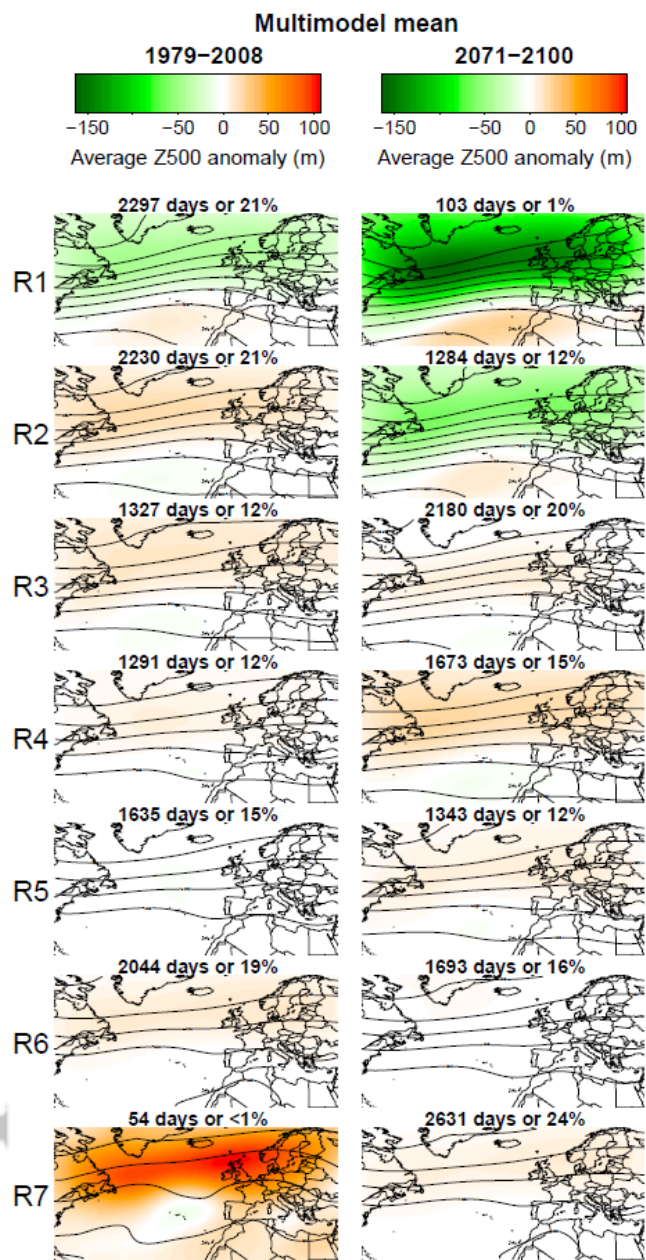 Multimodel mean
1979−2008 2071−2100
−150 −50 0 50 100 −150 −50 0 50 100
Average Z500 anomaly (m) Average Z500 anomaly (m)
2297 days or 21% 103 days or 1%
R1
2230 days or 21% 1284 days or 12%
R2
1327 days or 12% 2180 days or 20%
R3
1291 days or 12% 1673 days or 15%
R4
1635 days or 15% 1343 days or 12%
R5
2044 days or 19% 1693 days or 16%
R6
54 days or <1% 2631 days or 24%
R7